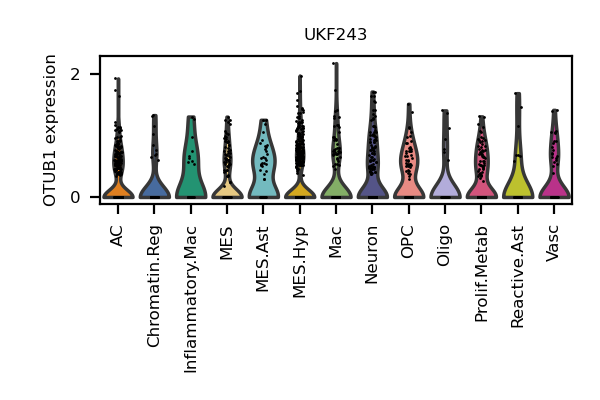 UKF243
OTUB1 expression
2
0
AC
Chromatin.Reg
Inflammatory.Mac
MES
MES.Ast
MES.Hyp
Mac
Neuron
OPC
Oligo
Prolif.Metab
Reactive.Ast
Vasc